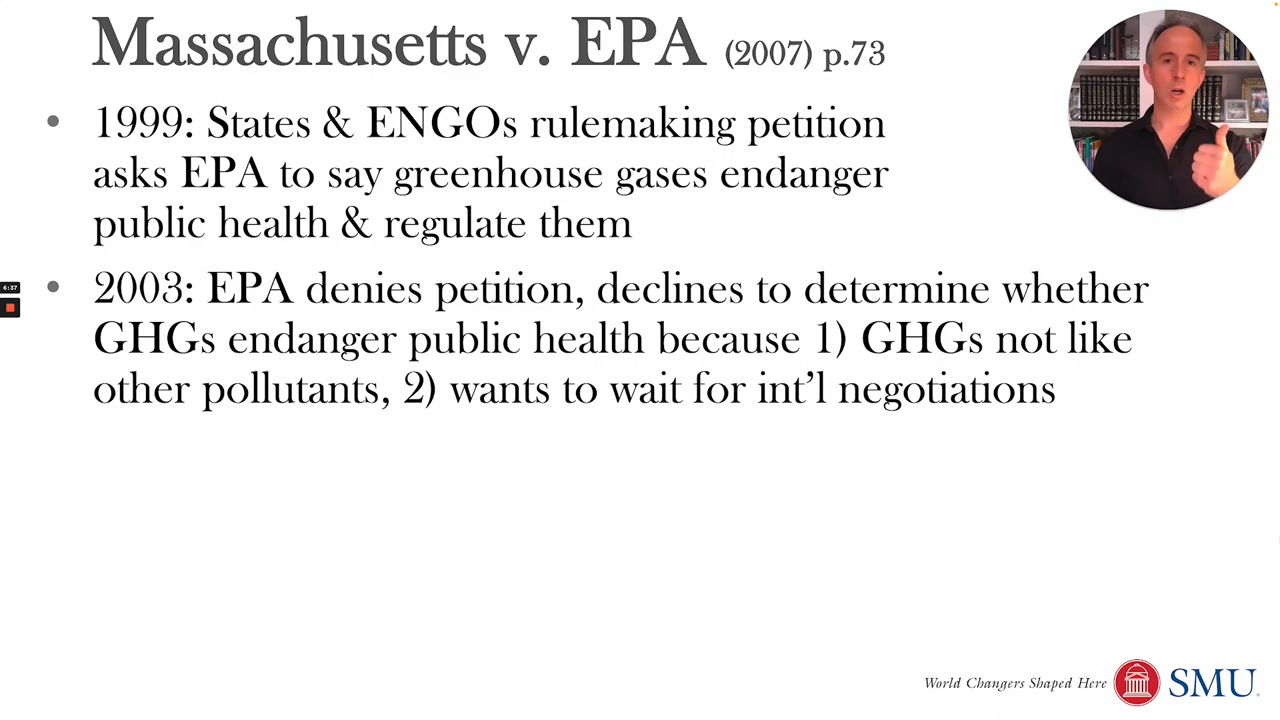 Massachusetts v. EPA (2007) p.73
• 1999: States & ENGOs rulemaking petition
asks EPA to say greenhouse gases endanger
public health & regulate them
• 2003: EPA denies petition, declines to determine whether
GHGs endanger public health because 1) GHGs not like
other pollutants, 2) wants to wait for int’l negotiations
6:37
World Changers Shaped Here
SMU